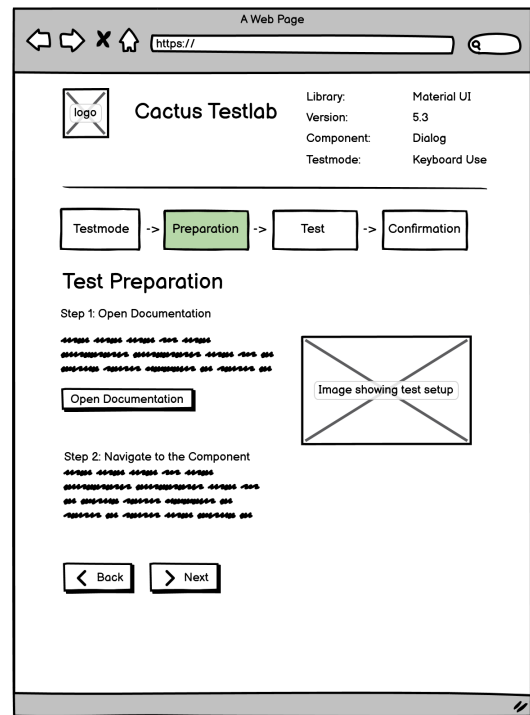 A Web Page
https://
logo
Cactus Testlab
Library: Material UI
Version: 5.3
Component: Dialog
Testmode: Keyboard Use
Testmode -> Preparation -> Test -> Confirmation
Test Preparation
Step 1: Open Documentation
Image showing test setup
Open Documentation
Step 2: Navigate to the Component
Back
Next